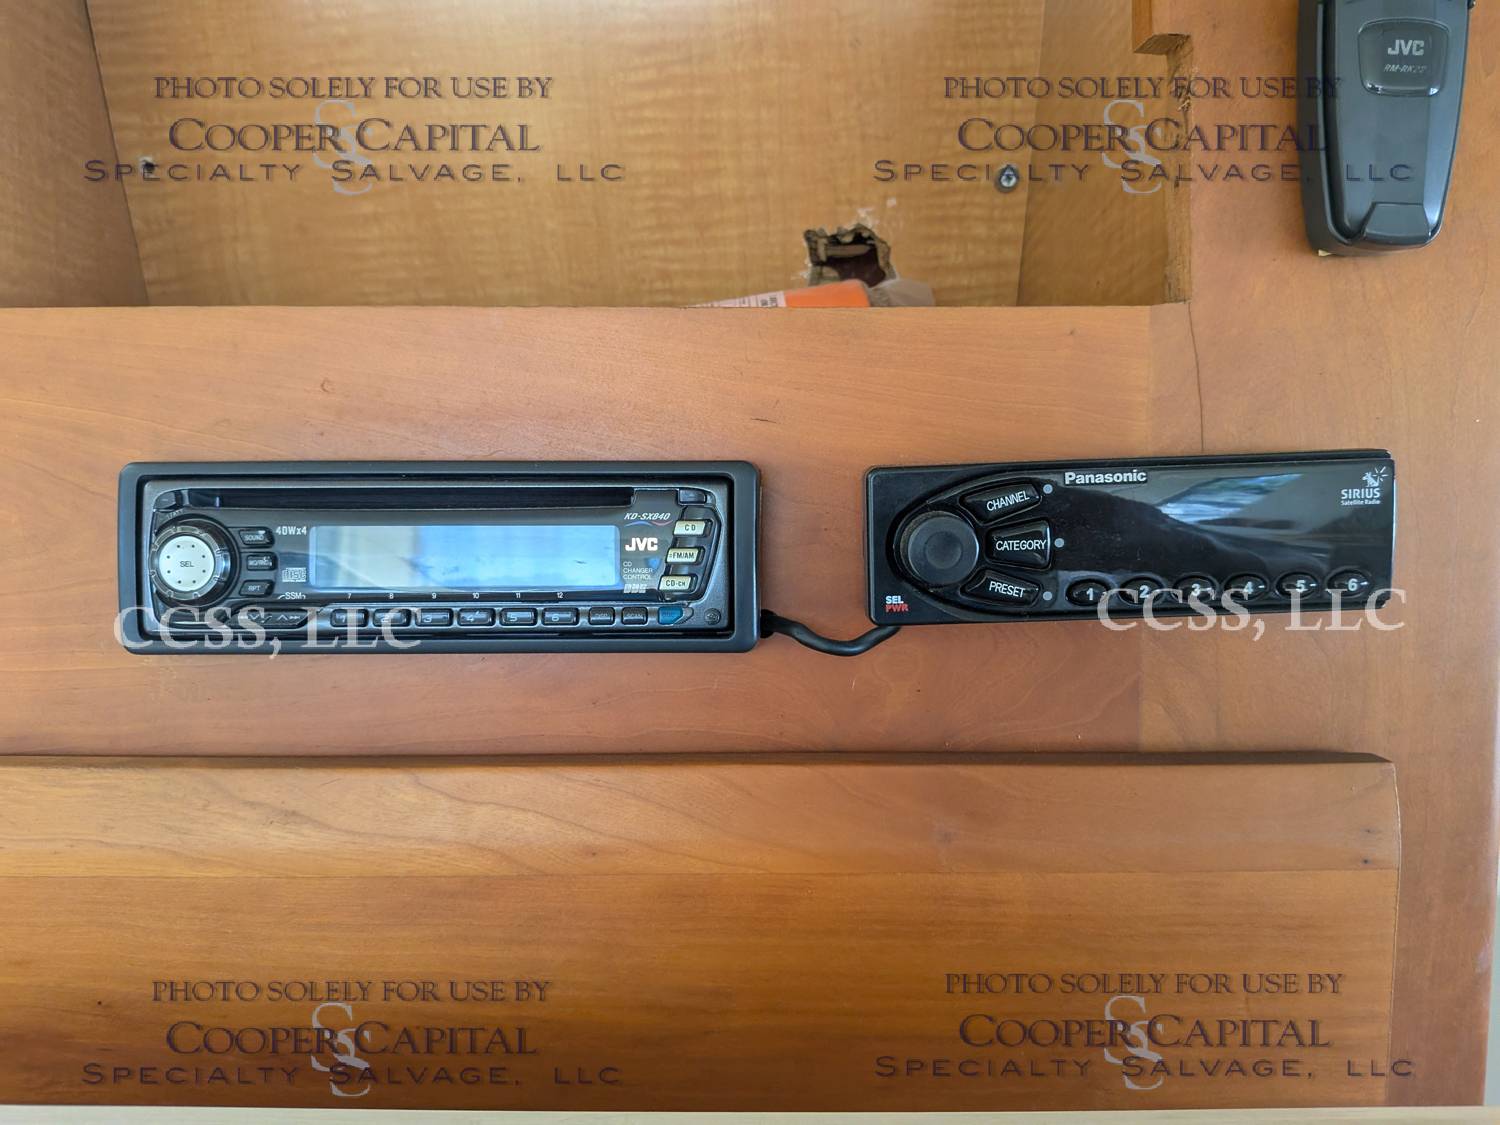 PHOTO SOLELY FOR USE BY
COOPER CAPITAL
SPECIALTY SALVAGE, LLC
PHOTO SOLELY FOR USE BY
COOPER CAPITAL
SPECIALTY SALVAGE, LLC
JVC
KD-SX840
40Wx4
SOUND
SEL
RPT
SSM
7 8 9 10 11 12
JVC
CD
CHANGER
CONTROL
CD
FM/AM
CD-CH
1 2 3 4 5 6
Panasonic
SIRIUS
Satellite Radio
CHANNEL
CATEGORY
PRESET
SEL
PWR
1 2 3 4 5 6
CCSS, LLC
CCSS, LLC
PHOTO SOLELY FOR USE BY
COOPER CAPITAL
SPECIALTY SALVAGE, LLC
PHOTO SOLELY FOR USE BY
COOPER CAPITAL
SPECIALTY SALVAGE, LLC